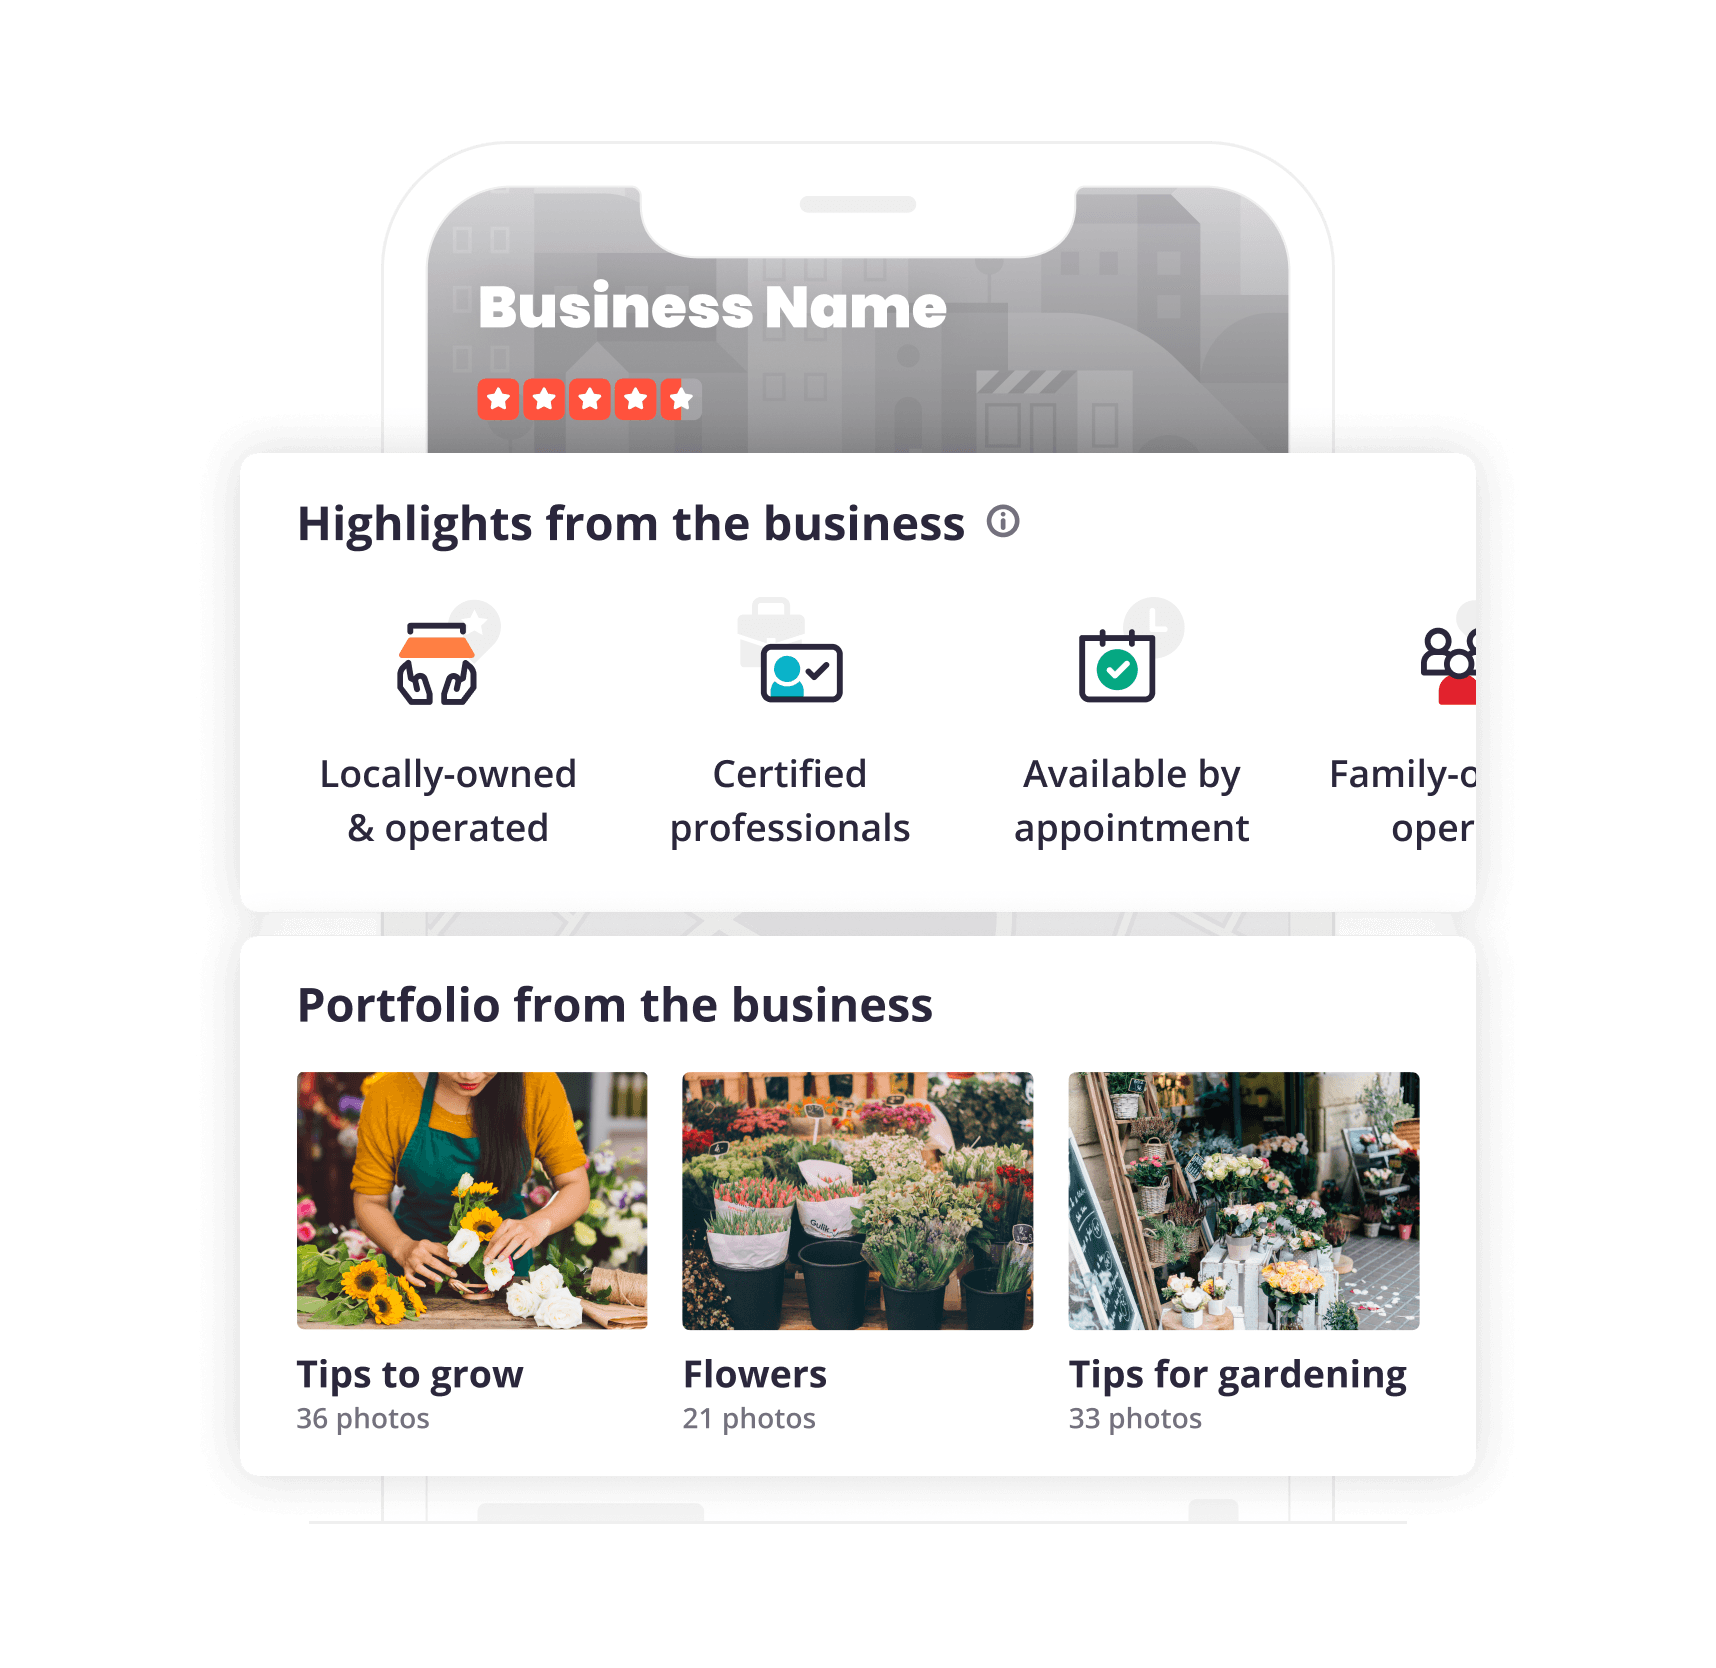 Business Name
Highlights from the business
Locally-owned
& operated
Certified
professionals
Available by
appointment
Family-o
oper
Portfolio from the business
Gulik
Tips to grow
36 photos
Flowers
21 photos
Tips for gardening
33 photos